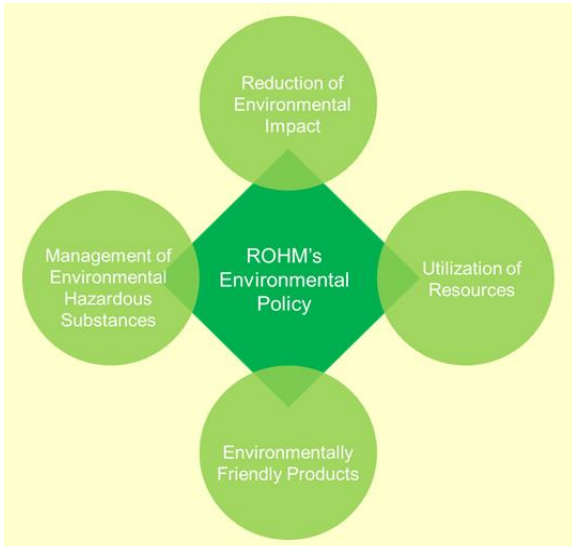 Reduction of
Environmental
Impact
Management of
Environmental
Hazardous
Substances
ROHM's
Environmental
Policy
Utilization of
Resources
Environmentally
Friendly Products